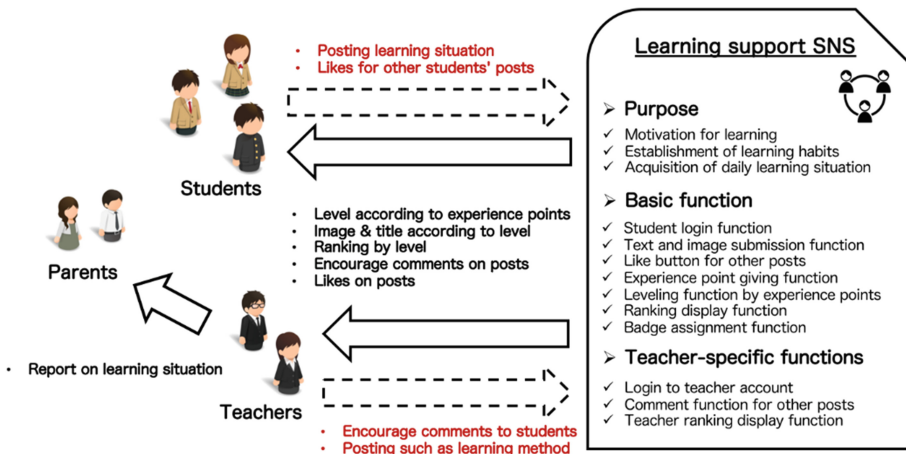 Posting learning situation
Likes for other students' posts
Students
Level according to experience points
Image & title according to level
Ranking by level
Encourage comments on posts
Likes on posts
Parents
Report on learning situation
Teachers
Encourage comments to students
Posting such as learning method
Learning support SNS
Purpose
Motivation for learning
Establishment of learning habits
Acquisition of daily learning situation
Basic function
Student login function
Text and image submission function
Like button for other posts
Experience point giving function
Leveling function by experience points
Ranking display function
Badge assignment function
Teacher-specific functions
Login to teacher account
Comment function for other posts
Teacher ranking display function